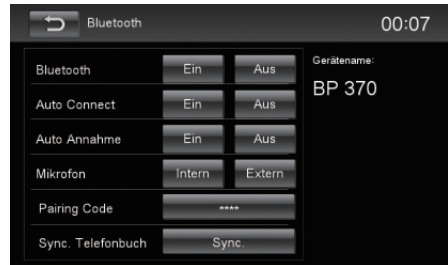 Bluetooth 00:07
Bluetooth Ein Aus
Auto Connect Ein Aus
Auto Annahme Ein Aus
Mikrofon Intern Extern
Pairing Code ****
Sync. Telefonbuch Sync.
Gerätename:
BP 370